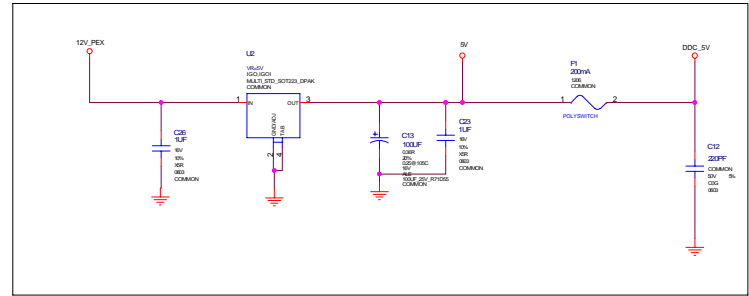 12V_PEX
U2
VR=5V
IGO,IGOI
MULTI_STD_SOT223_DPAK
COMMON
1
IN
OUT
3
GND/ADJ
TAB
2
4
C26
1UF
16V
10%
X5R
0603
COMMON
C13
100UF
20%
16V
100UF_25V_R71D55
COMMON
C23
1UF
16V
10%
X5R
0603
COMMON
5V
F1
200mA
1206
COMMON
1
2
POLYSWITCH
DDC_5V
C12
220PF
COMMON
50V 5%
C0G
0603